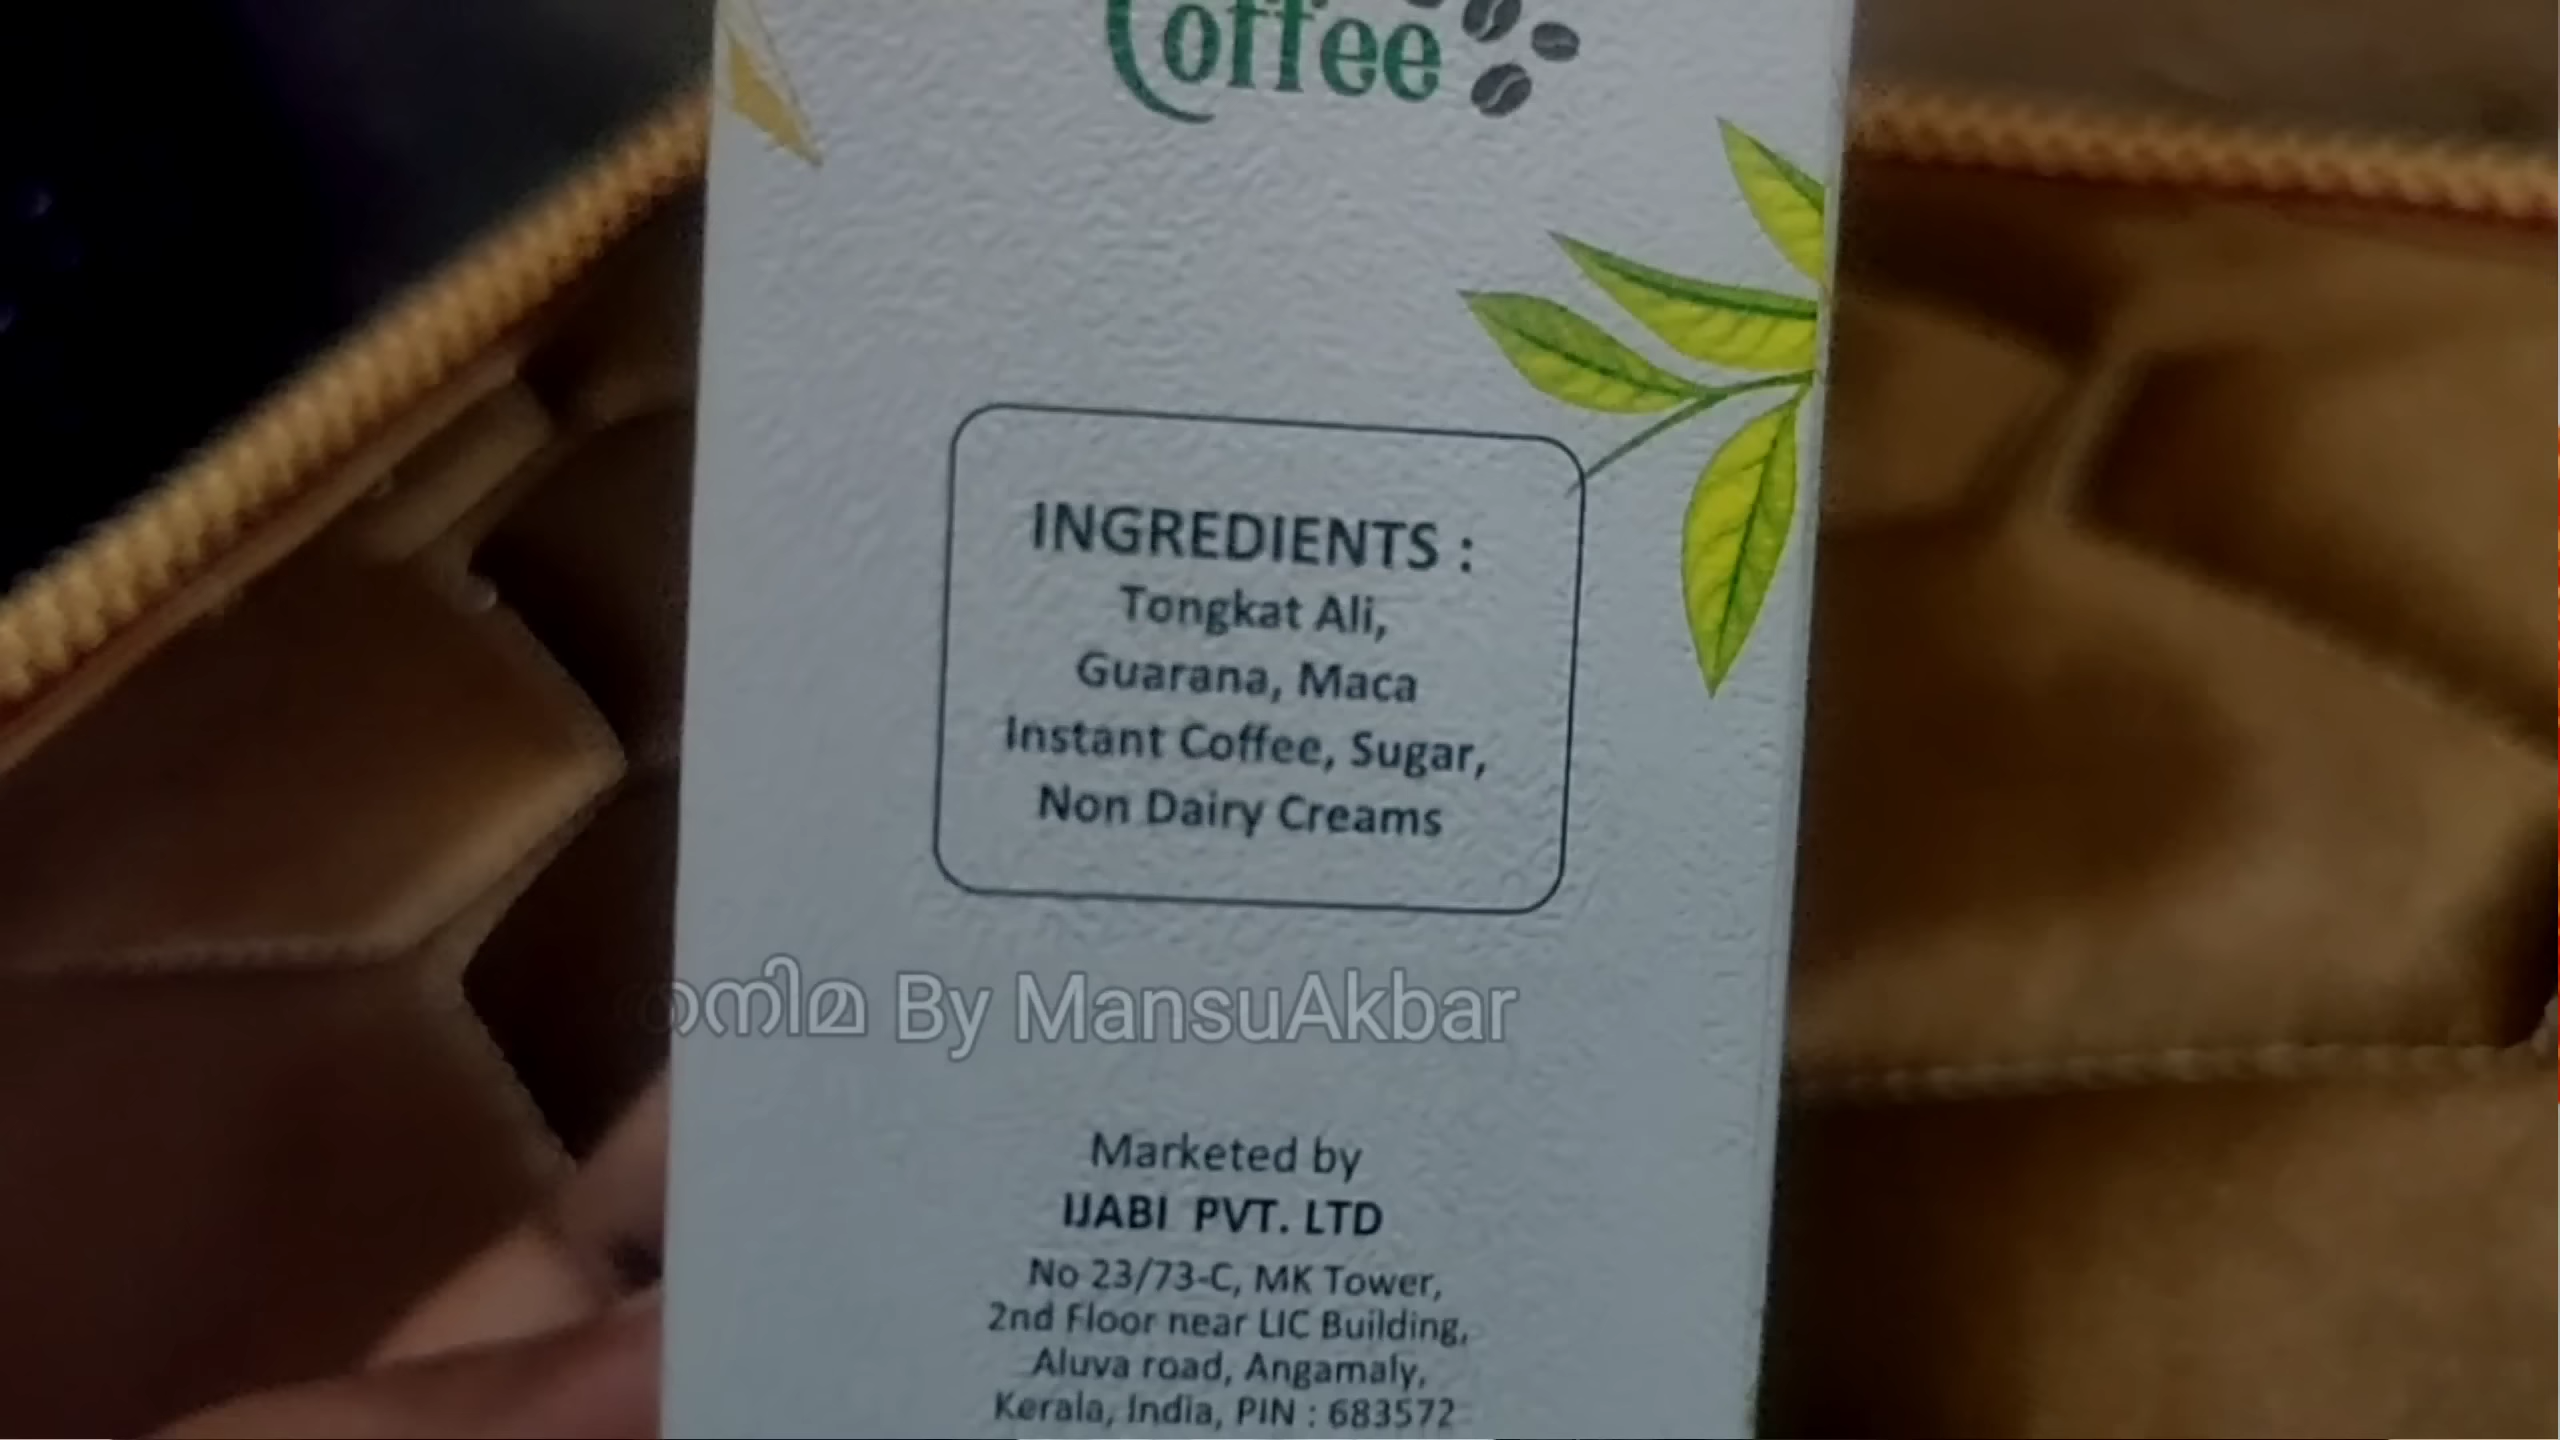 Coffee
INGREDIENTS :
Tongkat Ali,
Guarana, Maca
Instant Coffee, Sugar,
Non Dairy Creams
തനിമ By MansuAkbar
Marketed by
IJABI PVT. LTD
No 23/73-C, MK Tower,
2nd Floor near LIC Building,
Aluva road, Angamaly,
Kerala, India, PIN : 683572